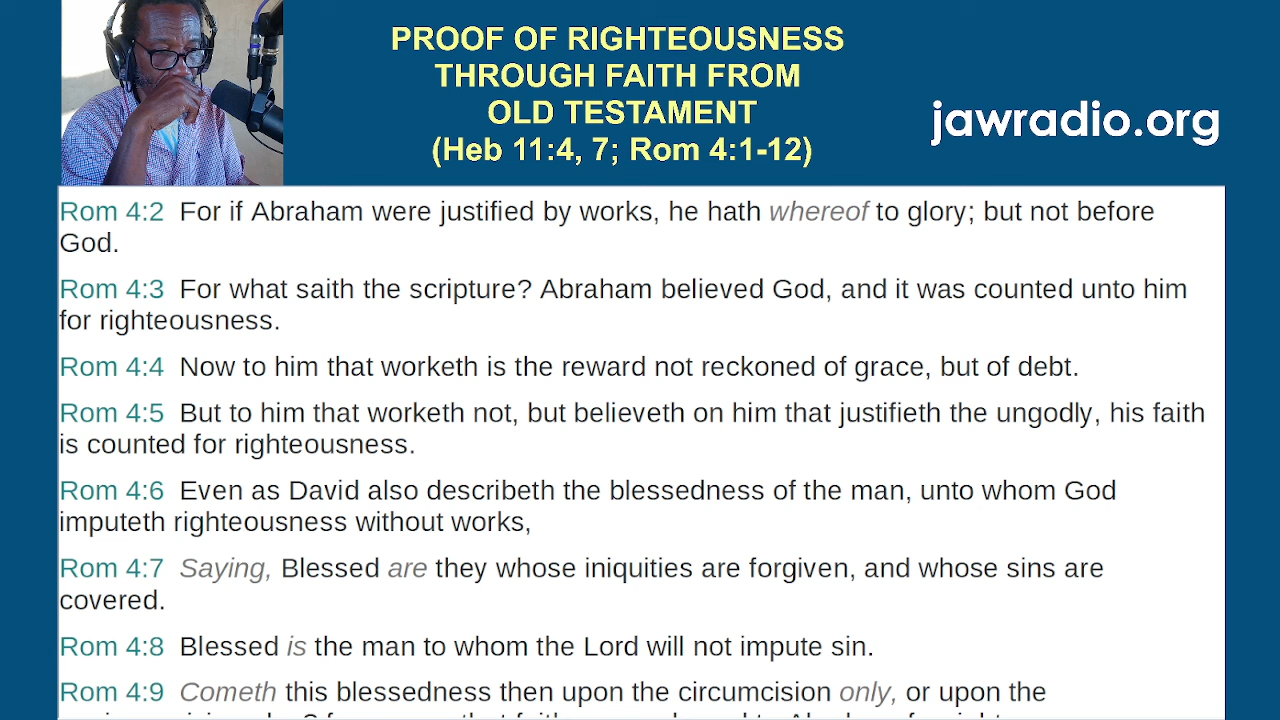 PROOF OF RIGHTEOUSNESS
THROUGH FAITH FROM
OLD TESTAMENT
(Heb 11:4, 7; Rom 4:1-12)
jawradio.org
Rom 4:2 For if Abraham were justified by works, he hath whereof to glory; but not before
God.
Rom 4:3 For what saith the scripture? Abraham believed God, and it was counted unto him
for righteousness.
Rom 4:4 Now to him that worketh is the reward not reckoned of grace, but of debt.
Rom 4:5 But to him that worketh not, but believeth on him that justifieth the ungodly, his faith
is counted for righteousness.
Rom 4:6 Even as David also describeth the blessedness of the man, unto whom God
imputeth righteousness without works,
Rom 4:7 Saying, Blessed are they whose iniquities are forgiven, and whose sins are
covered.
Rom 4:8 Blessed is the man to whom the Lord will not impute sin.
Rom 4:9 Cometh this blessedness then upon the circumcision only, or upon the